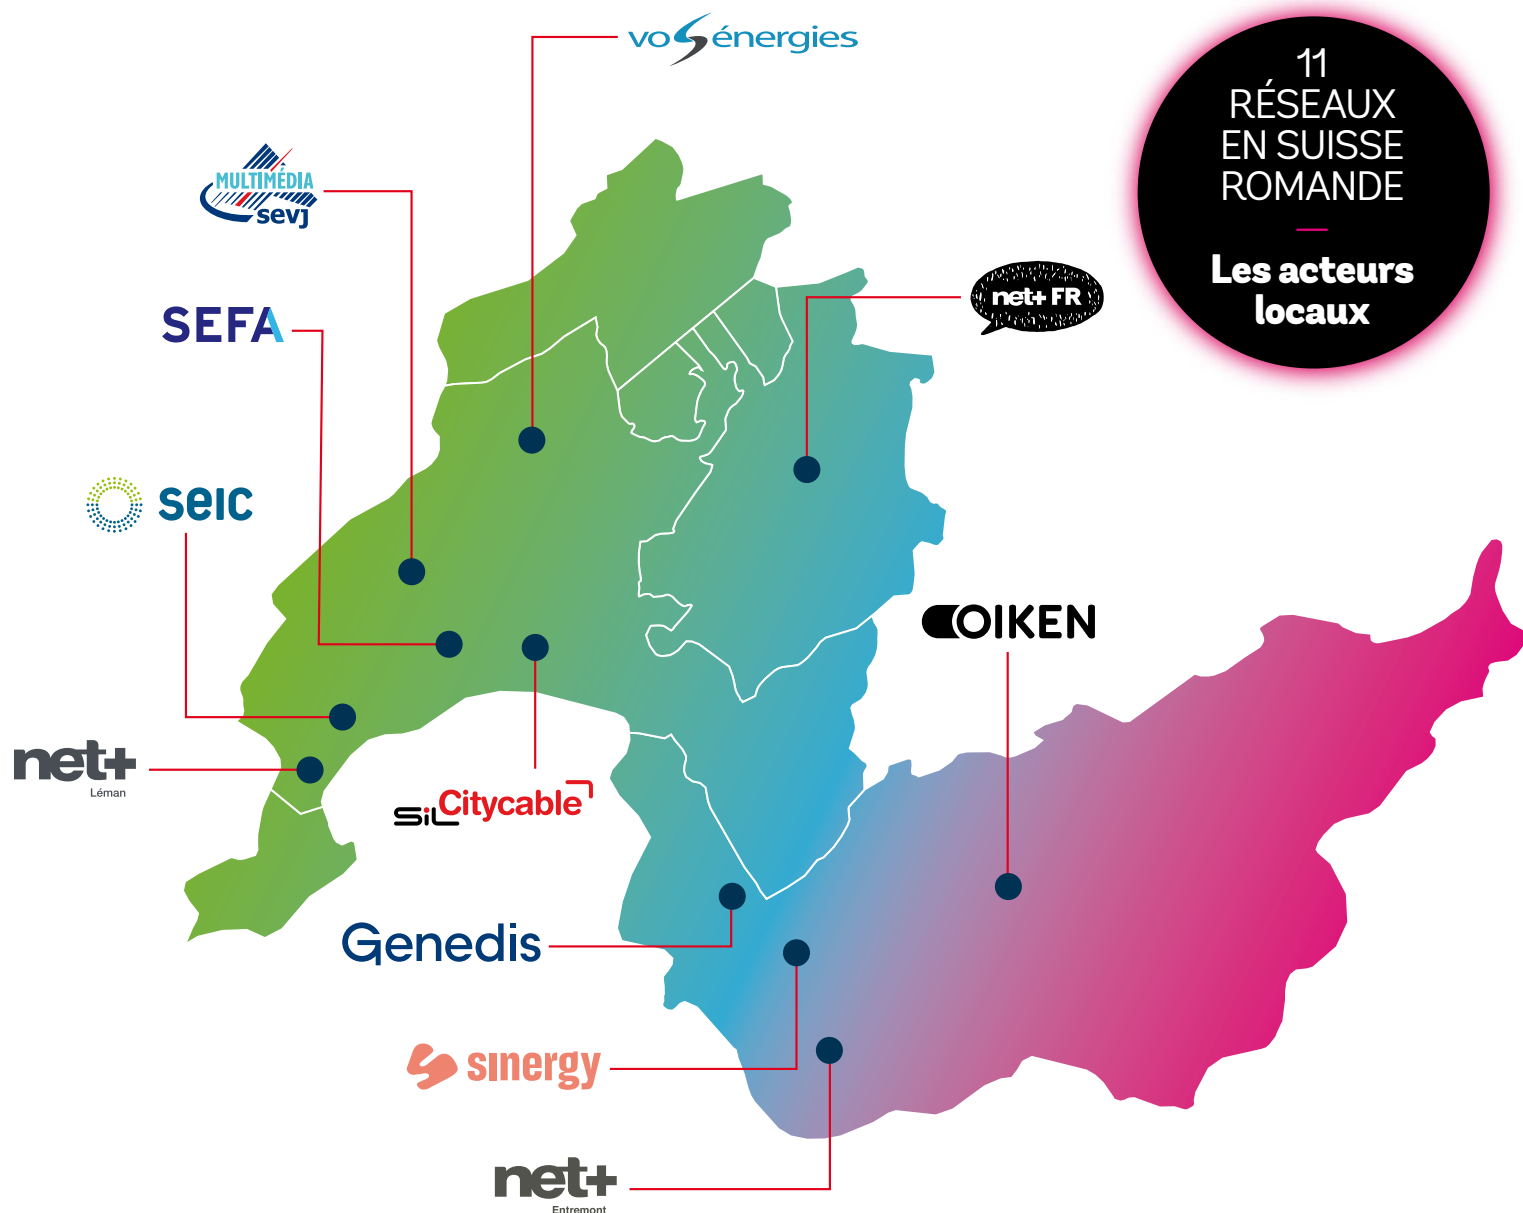 vosénergies
11
RÉSEAUX
EN SUISSE
ROMANDE
Les acteurs
locaux
MULTIMÉDIA
sevj
net+ FR
SEFA
seic
OIKEN
net+
Léman
SiL Citycable
Genedis
sinergy
net+
Entremont